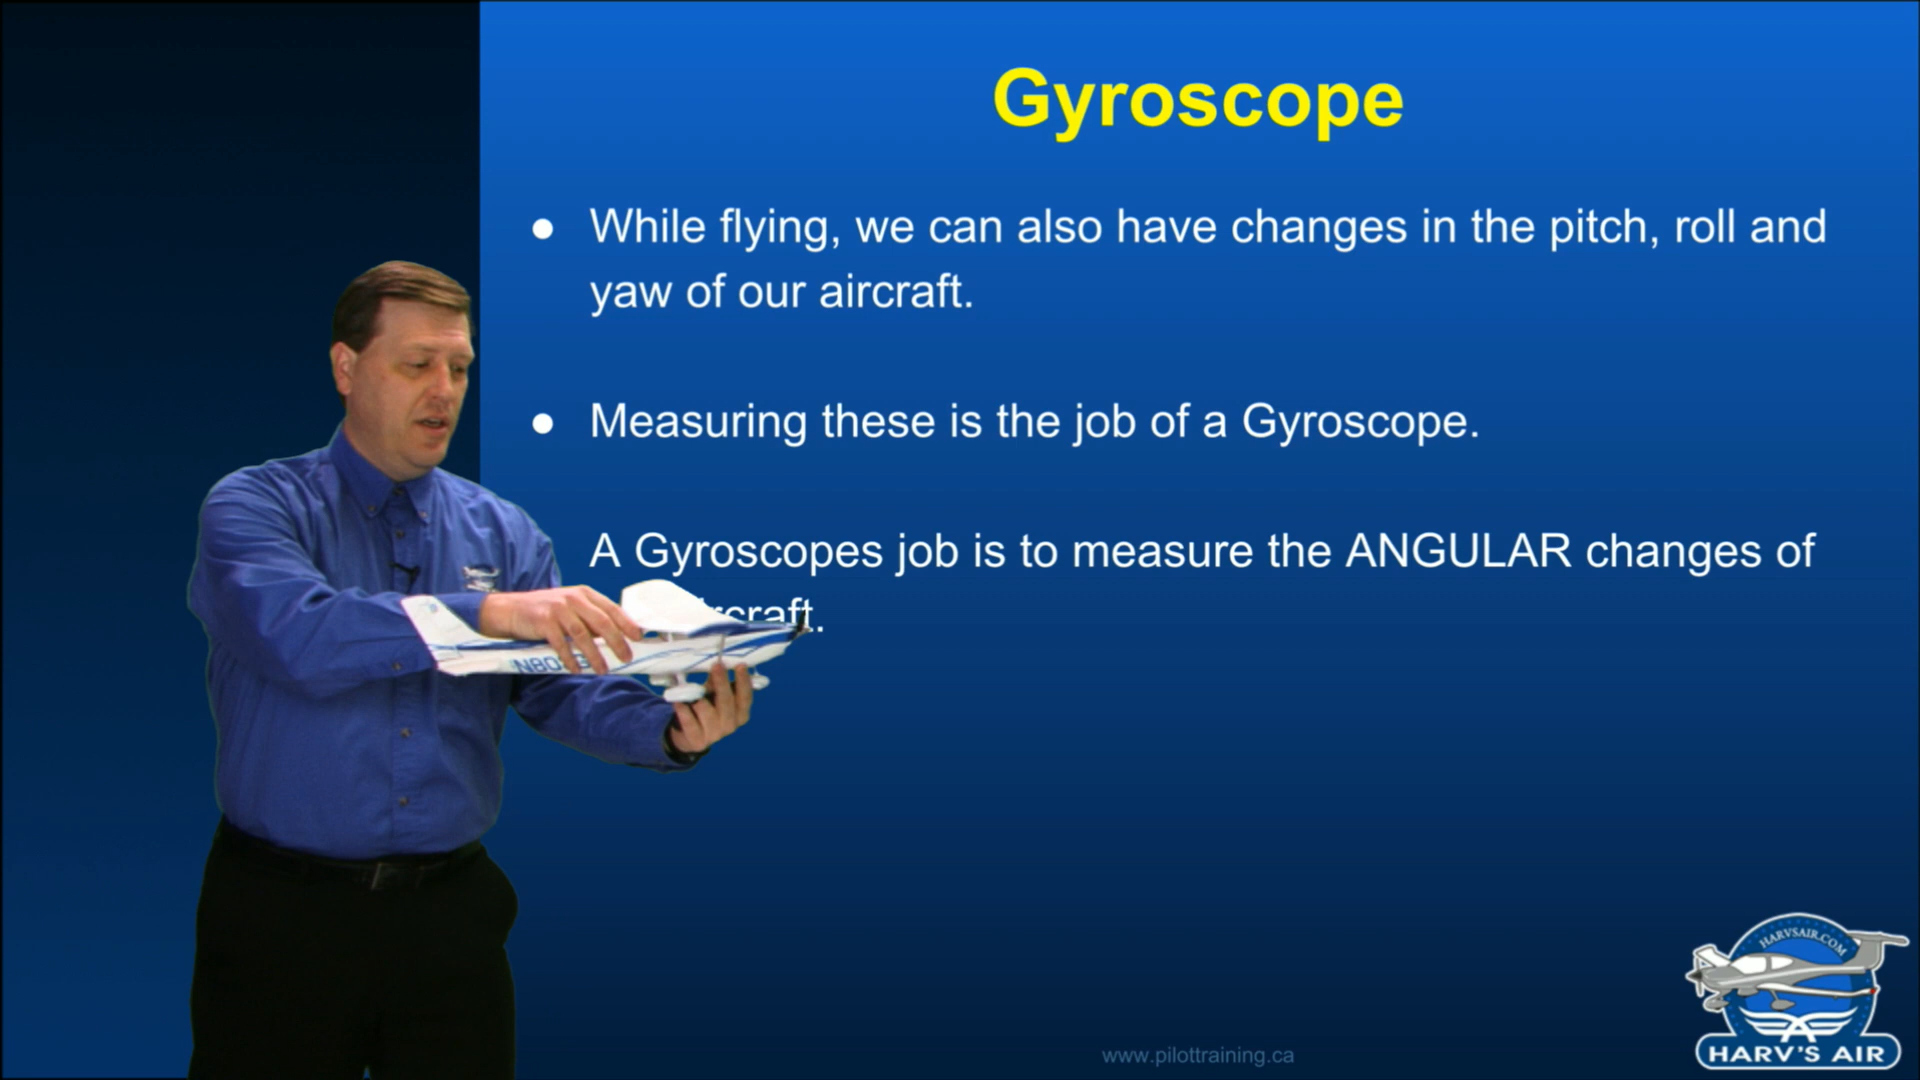 Gyroscope
● While flying, we can also have changes in the pitch, roll and
yaw of our aircraft.
● Measuring these is the job of a Gyroscope.
A Gyroscopes job is to measure the ANGULAR changes of
HARVSAIR.COM
HARV'S AIR
www.pilottraining.ca